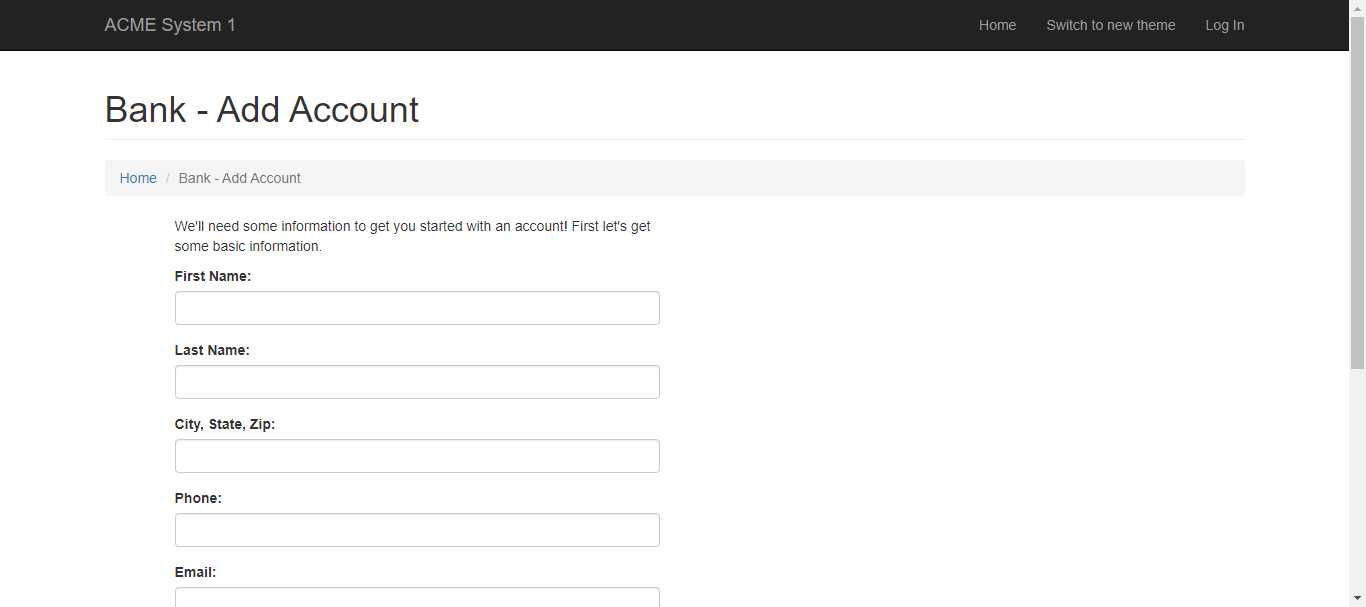 ACME System 1
Home
Switch to new theme
Log In
Bank - Add Account
Home / Bank - Add Account
We'll need some information to get you started with an account! First let's get
some basic information.
First Name:
Last Name:
City, State, Zip:
Phone:
Email: